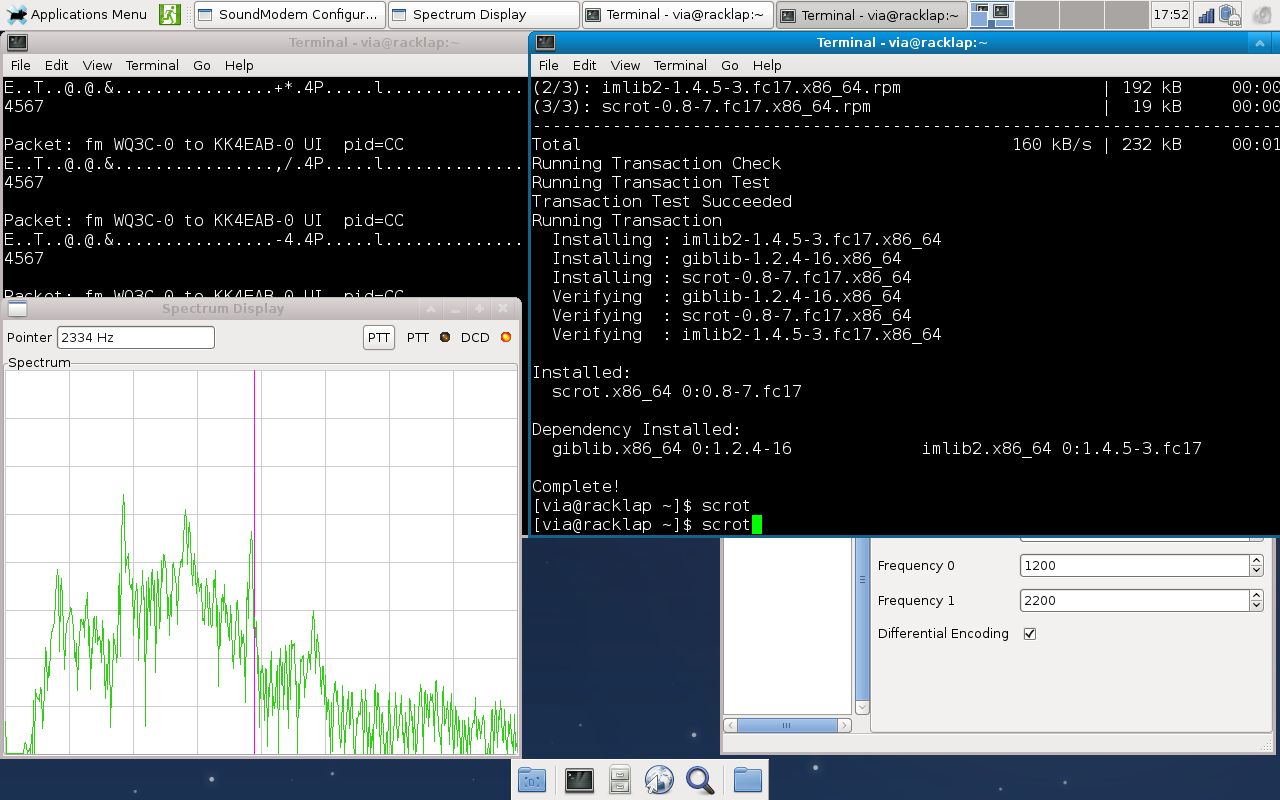 Applications Menu
SoundModem Configur...
Spectrum Display
Terminal - via@racklap:~
Terminal - via@racklap:~
17:52
Terminal - via@racklap:~
File Edit View Terminal Go Help
E..T..@.@.&................+*.4P.....l..............
4567
Packet: fm WQ3C-0 to KK4EAB-0 UI  pid=CC
E..T..@.@.&................,/.4P.....l..............
4567
Packet: fm WQ3C-0 to KK4EAB-0 UI  pid=CC
E..T..@.@.&................-4.4P.....l..............
4567
Packet: fm WQ3C-0 to KK4EAB-0 UI  pid=CC
Terminal - via@racklap:~
File Edit View Terminal Go Help
(2/3): imlib2-1.4.5-3.fc17.x86_64.rpm | 192 kB 00:00
(3/3): scrot-0.8-7.fc17.x86_64.rpm | 19 kB 00:00
--------------------------------------------------------------------------------
Total 160 kB/s | 232 kB 00:01
Running Transaction Check
Running Transaction Test
Transaction Test Succeeded
Running Transaction
Installing : imlib2-1.4.5-3.fc17.x86_64
Installing : giblib-1.2.4-16.x86_64
Installing : scrot-0.8-7.fc17.x86_64
Verifying  : giblib-1.2.4-16.x86_64
Verifying  : scrot-0.8-7.fc17.x86_64
Verifying  : imlib2-1.4.5-3.fc17.x86_64
Installed:
scrot.x86_64 0:0.8-7.fc17
Dependency Installed:
giblib.x86_64 0:1.2.4-16 imlib2.x86_64 0:1.4.5-3.fc17
Complete!
[via@racklap ~]$ scrot
[via@racklap ~]$ scrot
Spectrum Display
Pointer 2334 Hz PTT PTT DCD
Spectrum
Frequency 0 1200
Frequency 1 2200
Differential Encoding